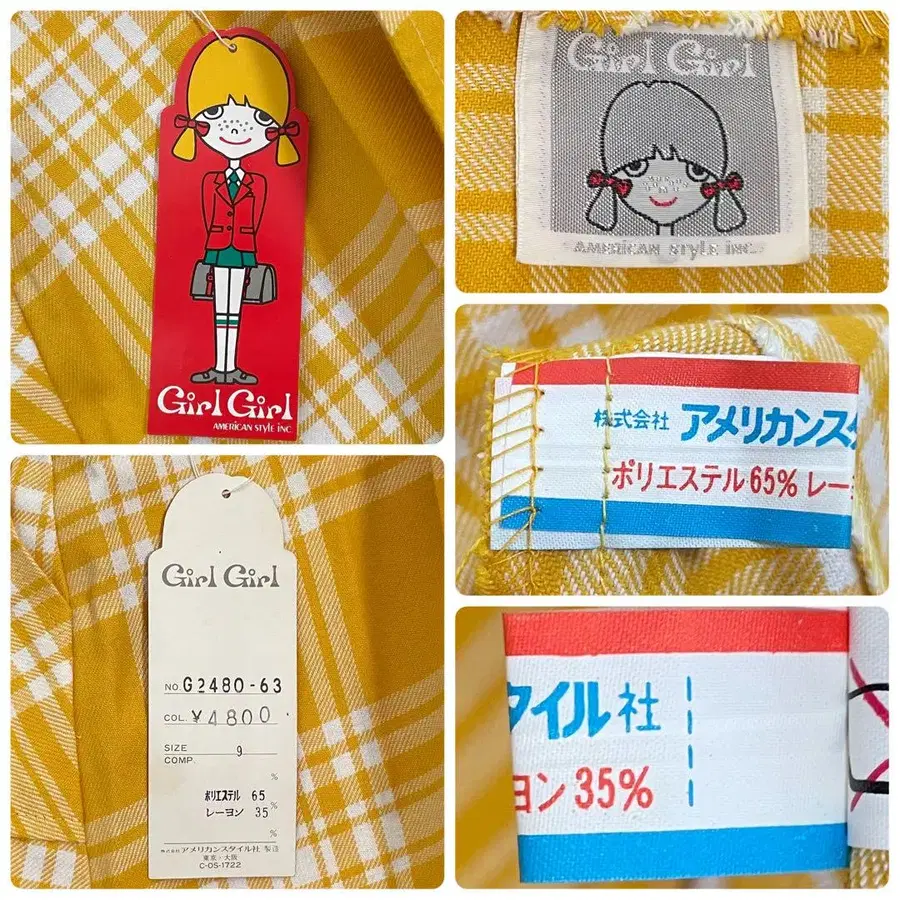 Girl Girl
AMERICAN STYLE INC
Girl Girl
AMERICAN STYLE INC.
株式会社 アメリカンスタ
ポリエステル65% レー
Girl Girl
NO. G2480-63
COL. ¥4800
SIZE 9
COMP.
%
ポリエステル 65
レーヨン 35%
%
株式会社 アメリカンスタイル社 製造
東京・大阪
C-OS-1722
タイル社
ヨン 35%